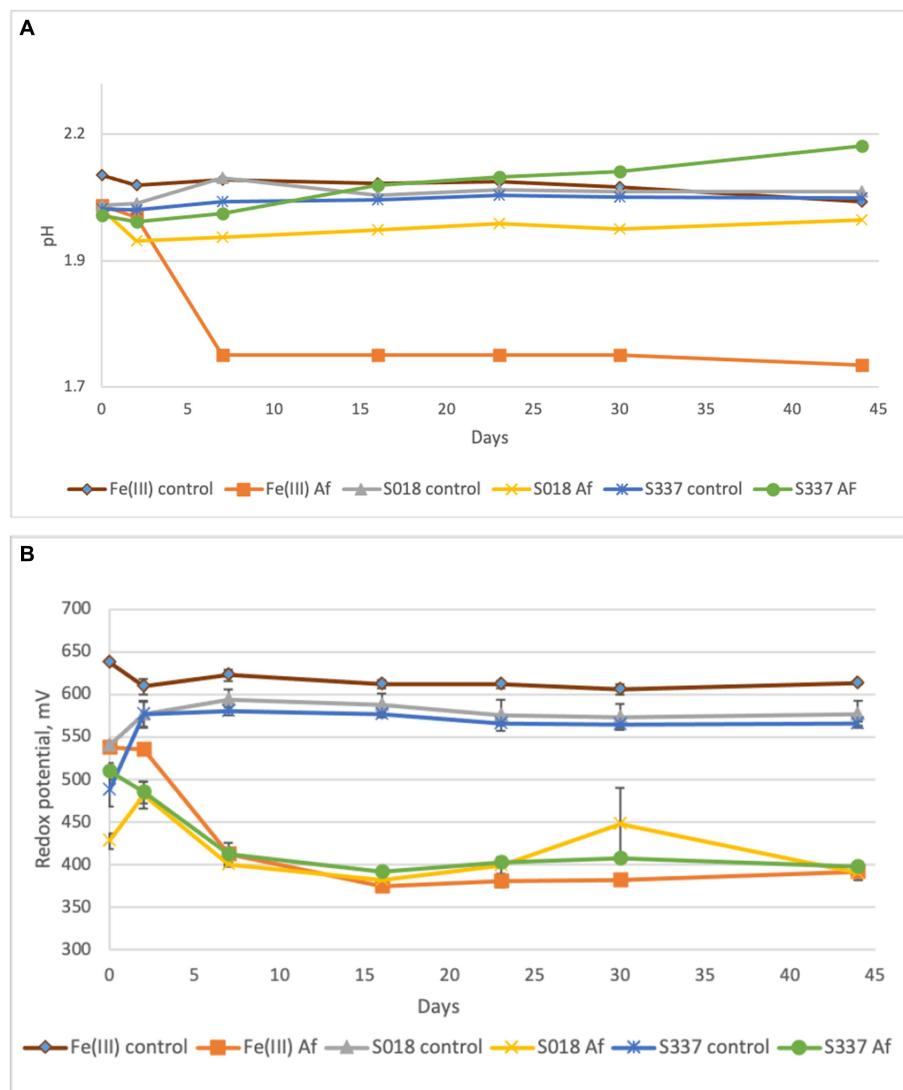 A
2.2
1.9
1.7
pH
0 5 10 15 20 25 30 35 40 45
Days
Fe(III) control Fe(III) Af S018 control S018 Af S337 control S337 AF
B
700
650
600
550
500
450
400
350
300
Redox potential, mV
0 5 10 15 20 25 30 35 40 45
Days
Fe(III) control Fe(III) Af S018 control S018 Af S337 control S337 Af